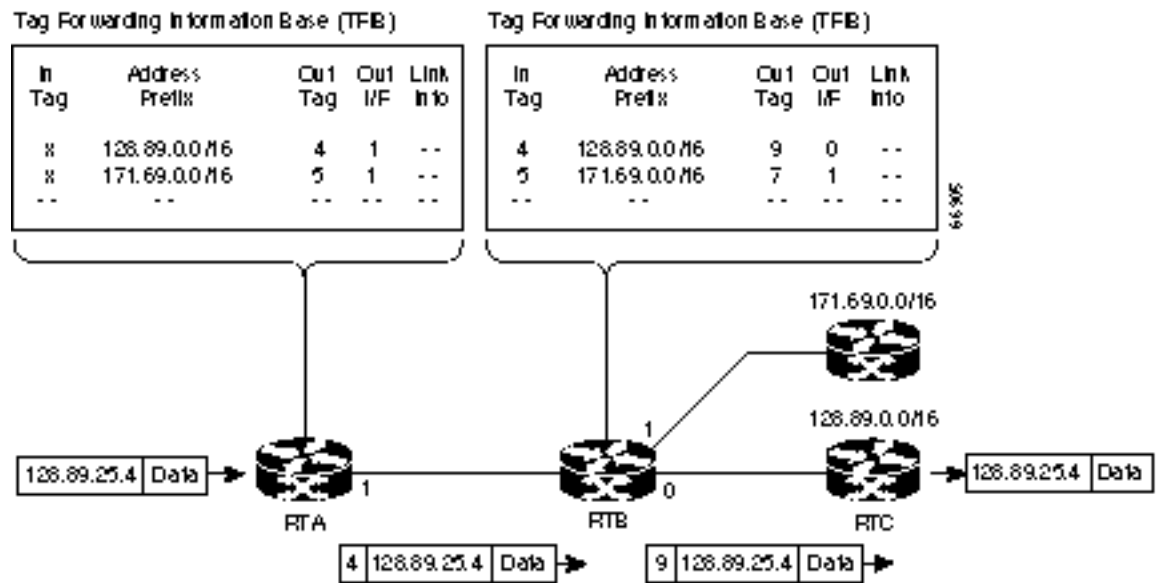 Tag Forwarding Information Base (TFIB) Tag Forwarding Information Base (TFIB)
In Tag Address Prefix Out Tag Out I/F Link Info
x 128.89.0.0/16 4 1 --
x 171.69.0.0/16 5 1 --
-- -- -- -- --
In Tag Address Prefix Out Tag Out I/F Link Info
4 128.89.0.0/16 9 0 --
5 171.69.0.0/16 7 1 --
-- -- -- -- --
66905
171.69.0.0/16
128.89.0.0/16
1
128.89.25.4 Data
1
0
128.89.25.4 Data
RTA
RTB
RTC
4 128.89.25.4 Data
9 128.89.25.4 Data